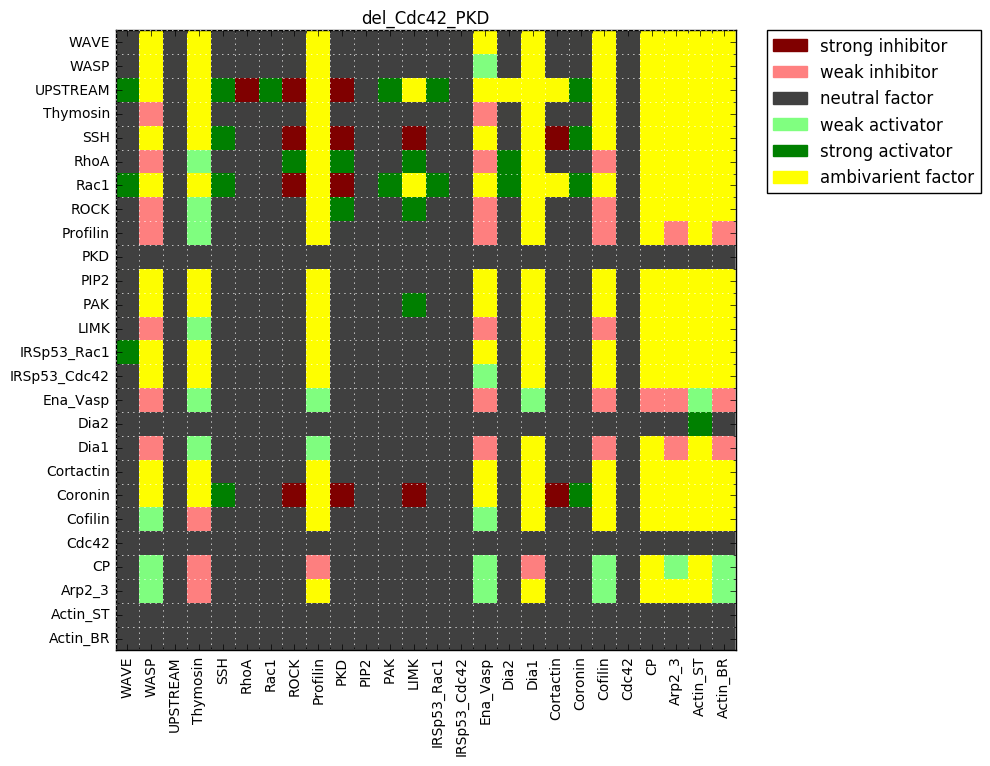 del_Cdc42_PKD
strong inhibitor
weak inhibitor
neutral factor
weak activator
strong activator
ambivarient factor
WAVE
WASP
UPSTREAM
Thymosin
SSH
RhoA
Rac1
ROCK
Profilin
PKD
PIP2
PAK
LIMK
IRSp53_Rac1
IRSp53_Cdc42
Ena_Vasp
Dia2
Dia1
Cortactin
Coronin
Cofilin
Cdc42
CP
Arp2_3
Actin_ST
Actin_BR
WAVE
WASP
UPSTREAM
Thymosin
SSH
RhoA
Rac1
ROCK
Profilin
PKD
PIP2
PAK
LIMK
IRSp53_Rac1
IRSp53_Cdc42
Ena_Vasp
Dia2
Dia1
Cortactin
Coronin
Cofilin
Cdc42
CP
Arp2_3
Actin_ST
Actin_BR